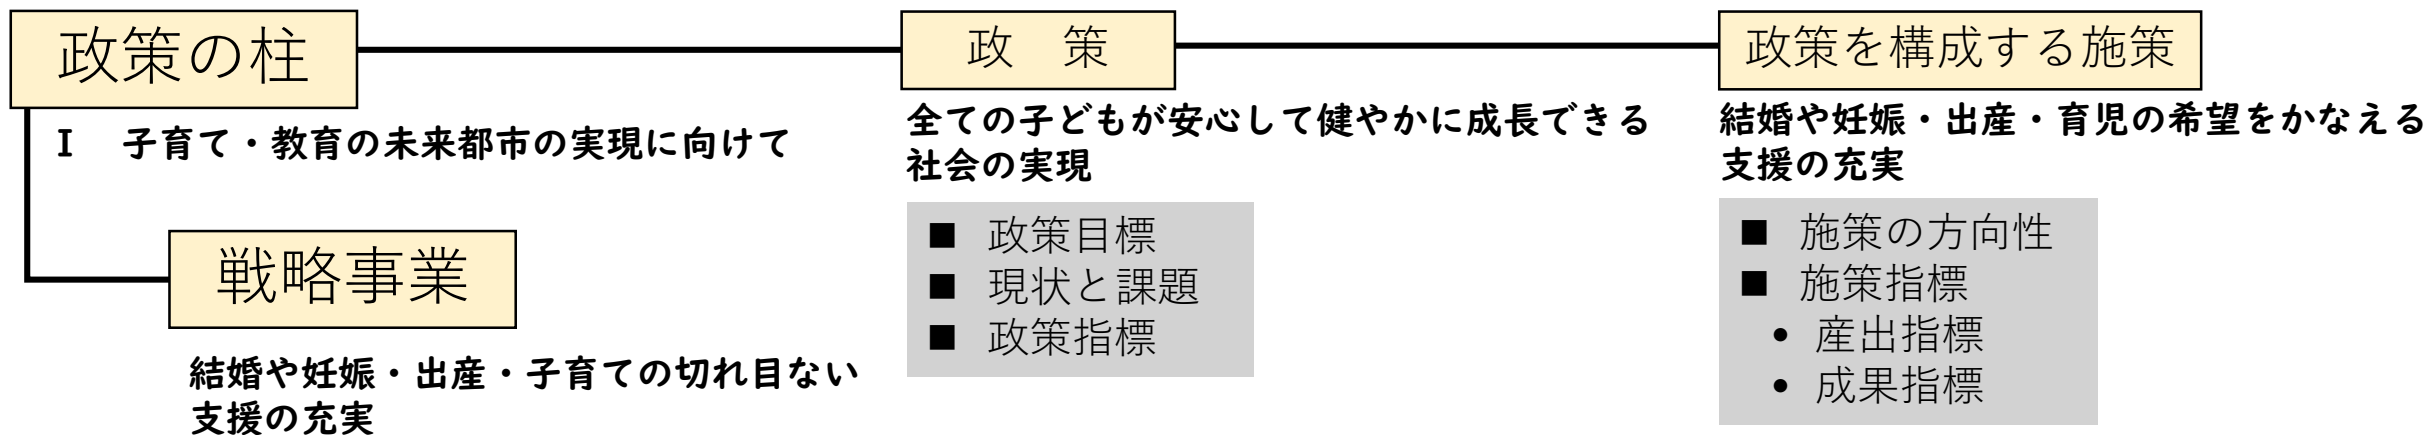 政策の柱
Ⅰ　子育て・教育の未来都市の実現に向けて
戦略事業
結婚や妊娠・出産・子育ての切れ目ない
支援の充実
政　策
全ての子どもが安心して健やかに成長できる
社会の実現
■ 政策目標
■ 現状と課題
■ 政策指標
政策を構成する施策
結婚や妊娠・出産・育児の希望をかなえる
支援の充実
■ 施策の方向性
■ 施策指標
• 産出指標
• 成果指標